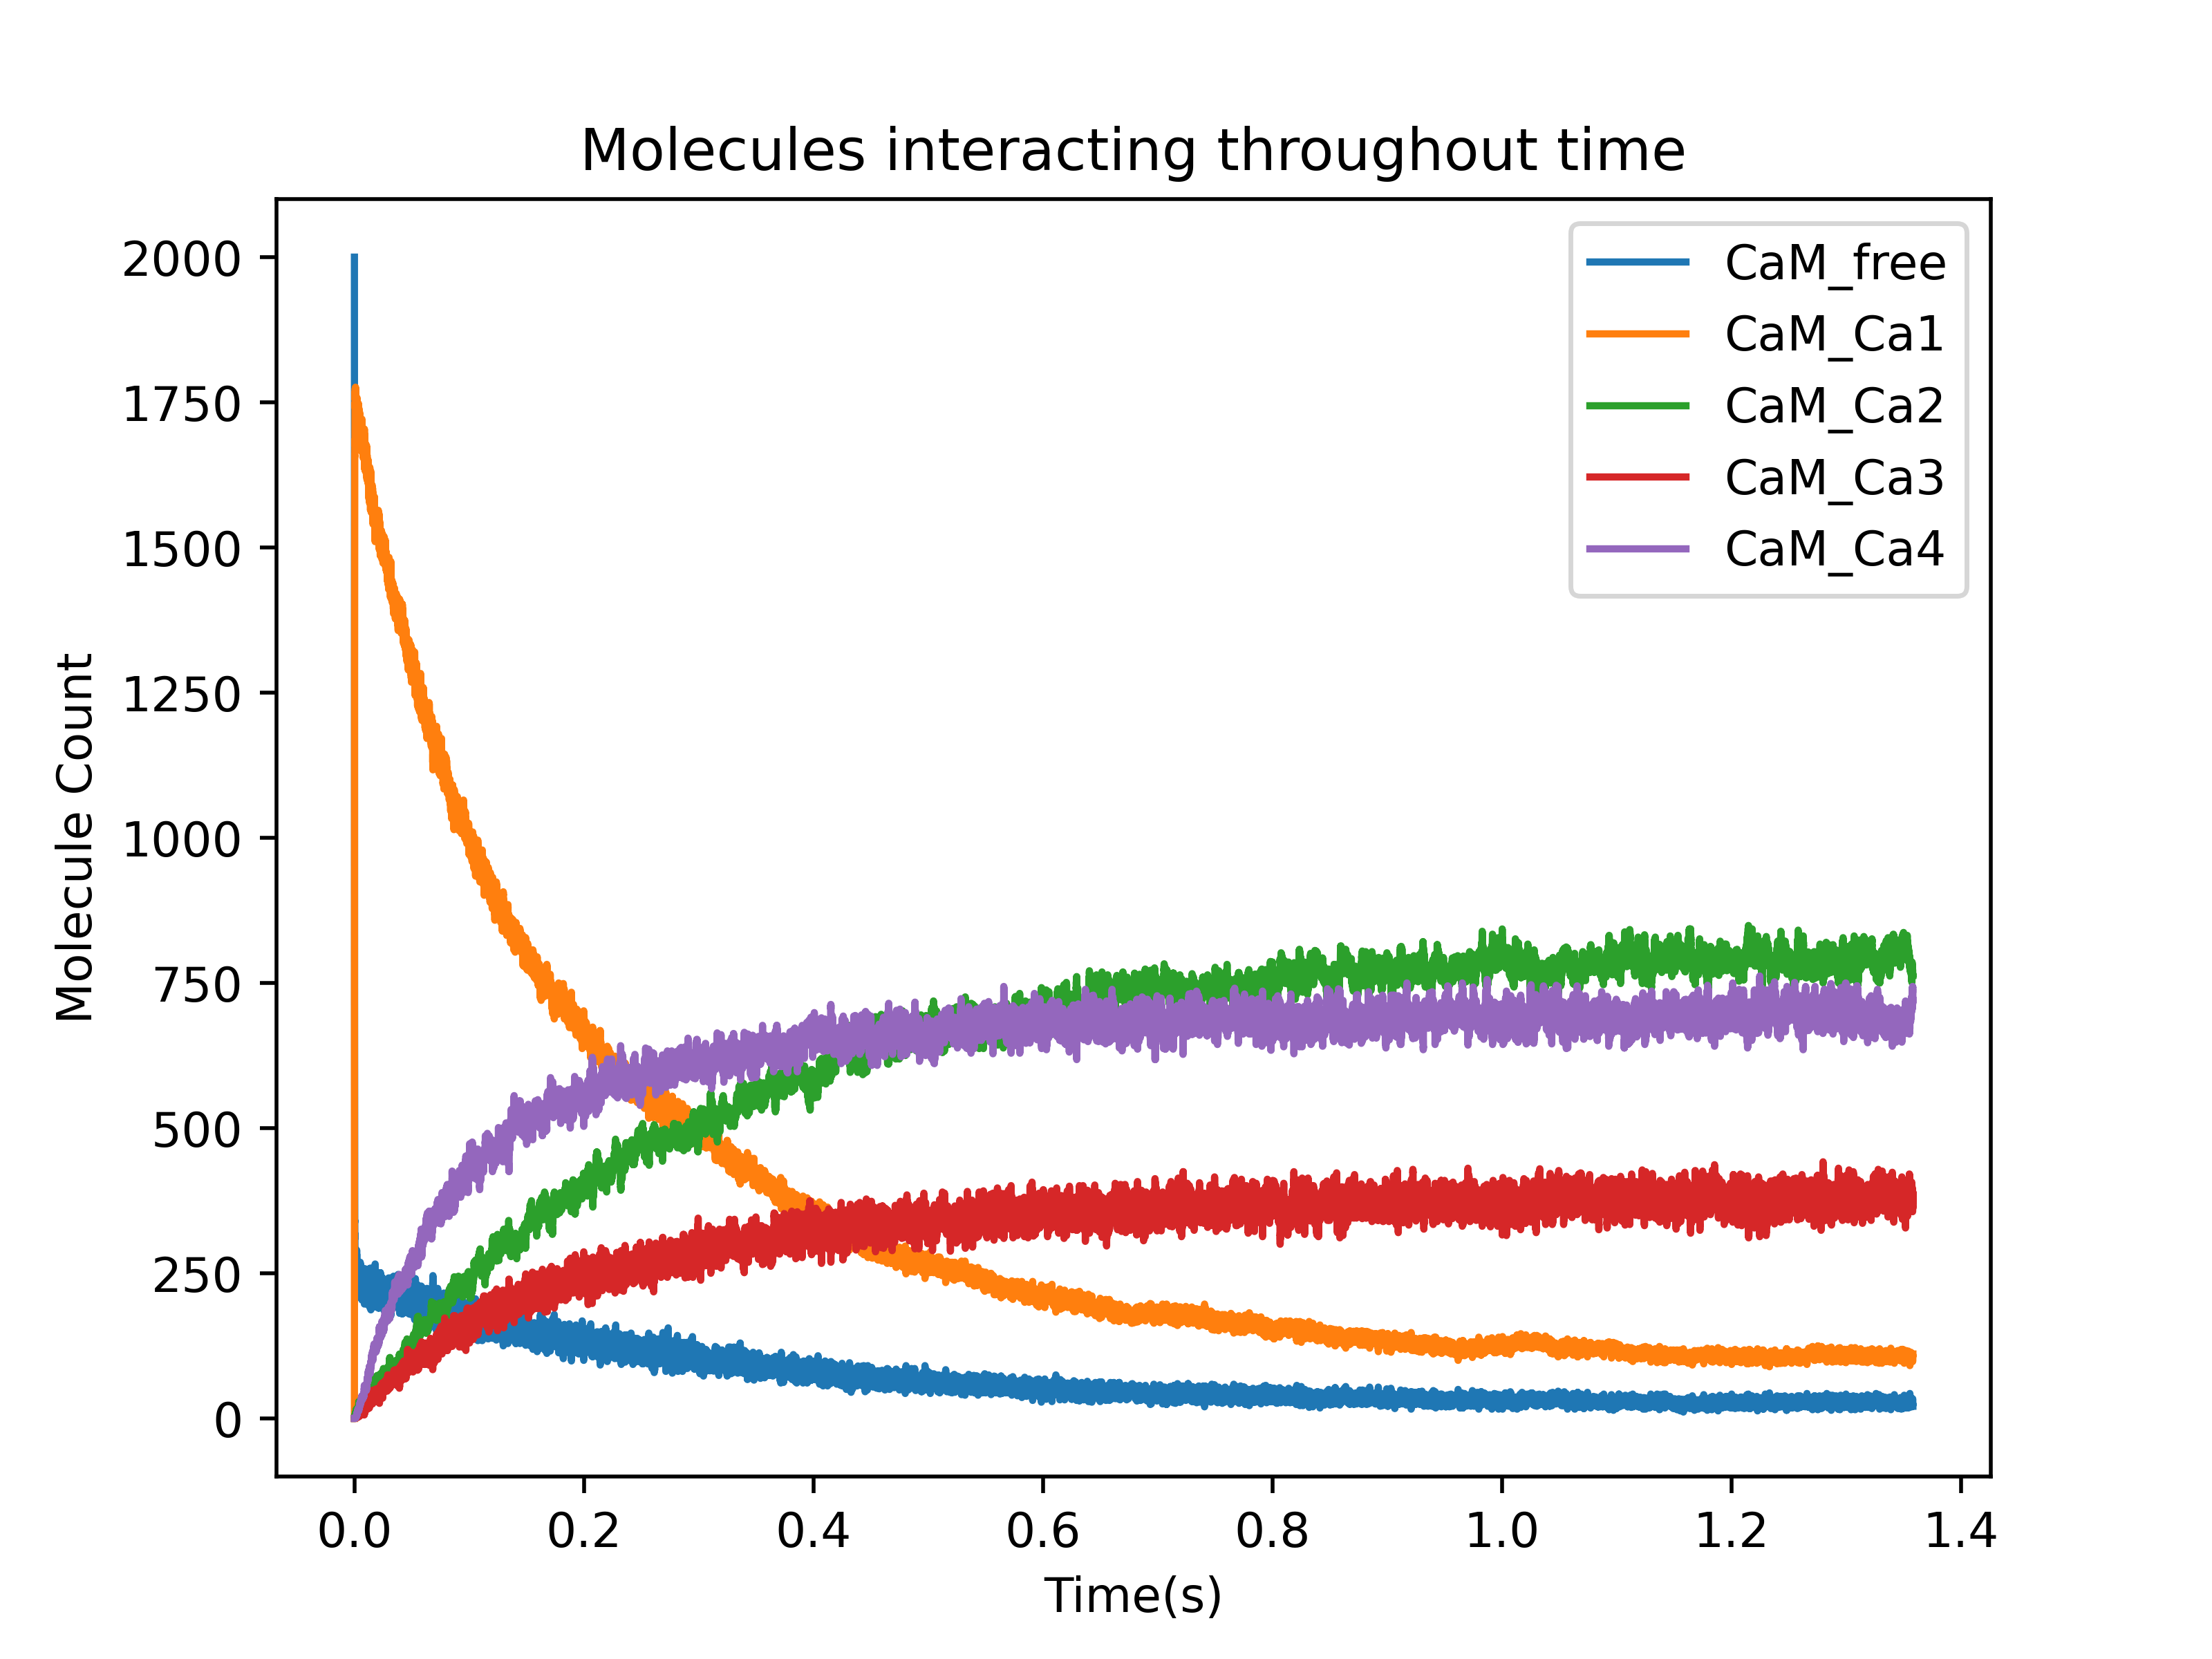 Molecules interacting throughout time
2000
1750
1500
1250
1000
750
500
250
0
Molecule Count
CaM_free
CaM_Ca1
CaM_Ca2
CaM_Ca3
CaM_Ca4
0.0 0.2 0.4 0.6 0.8 1.0 1.2 1.4
Time(s)